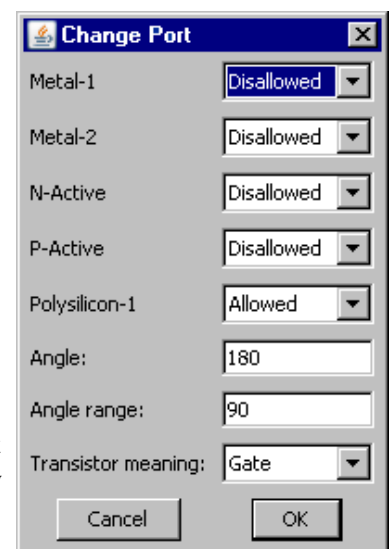 Change Port
Metal-1 Disallowed
Metal-2 Disallowed
N-Active Disallowed
P-Active Disallowed
Polysilicon-1 Allowed
Angle: 180
Angle range: 90
Transistor meaning: Gate
Cancel OK